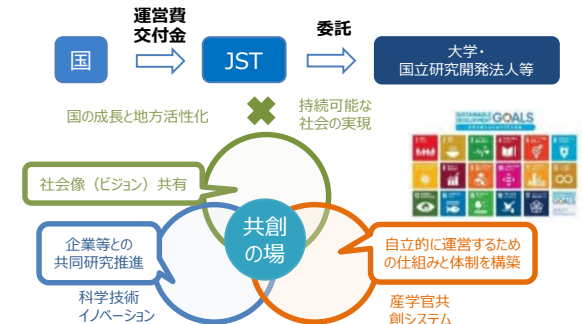 運営費
交付金
委託
国
JST
大学・
国立研究開発法人等
国の成長と地方活性化
持続可能な
社会の実現
SUSTAINABLE
DEVELOPMENT GOALS
社会像（ビジョン）共有
共創
の場
企業等との
共同研究推進
自立的に運営するため
の仕組みと体制を構築
科学技術
イノベーション
産学官共
創システム